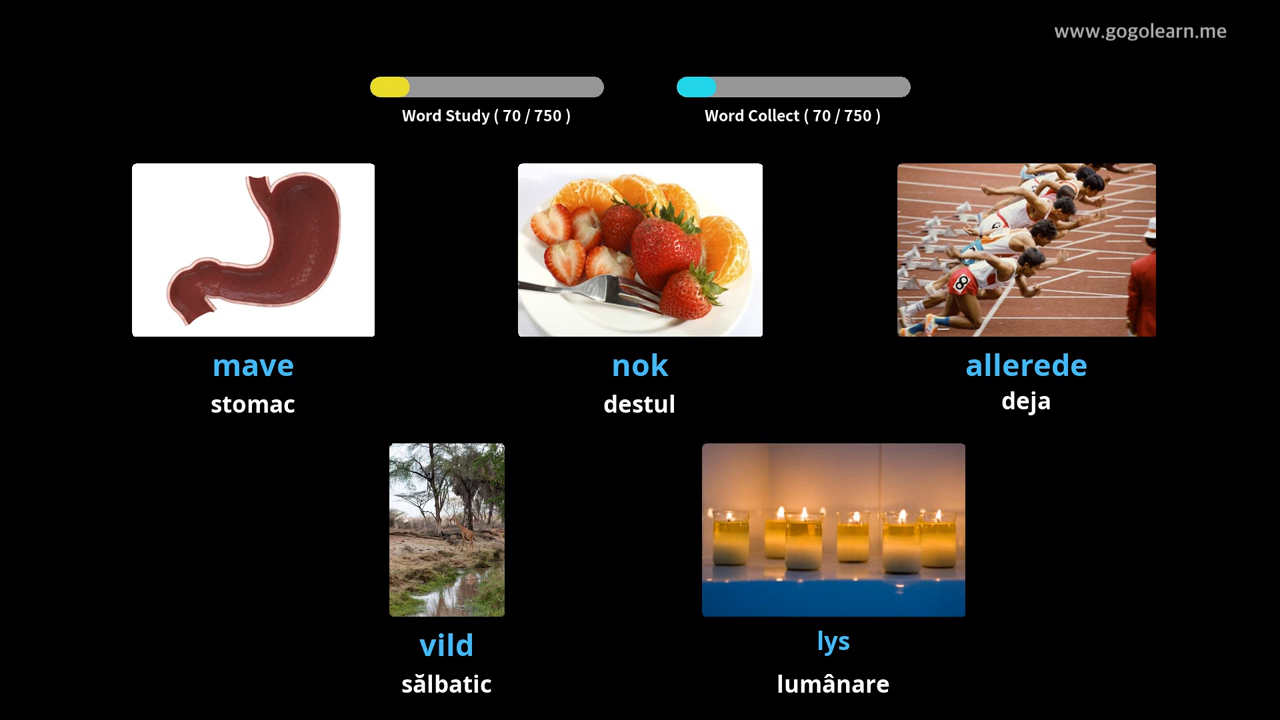 www.gogolearn.me
Word Study ( 70 / 750 )
Word Collect ( 70 / 750 )
mave
stomac
nok
destul
8
allerede
deja
vild
sălbatic
lys
lumânare